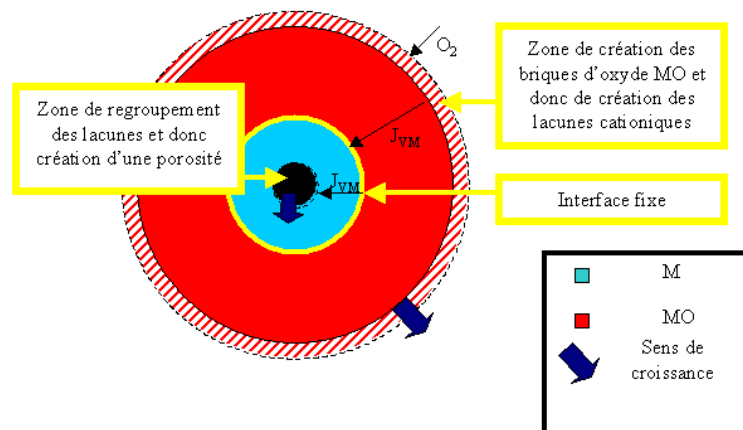 O2
Zone de création des
briques d'oxyde MO et
donc de création des
lacunes cationiques
Zone de regroupement
des lacunes et donc
création d'une porosité
JVM
JVM
Interface fixe
M
MO
Sens de
croissance